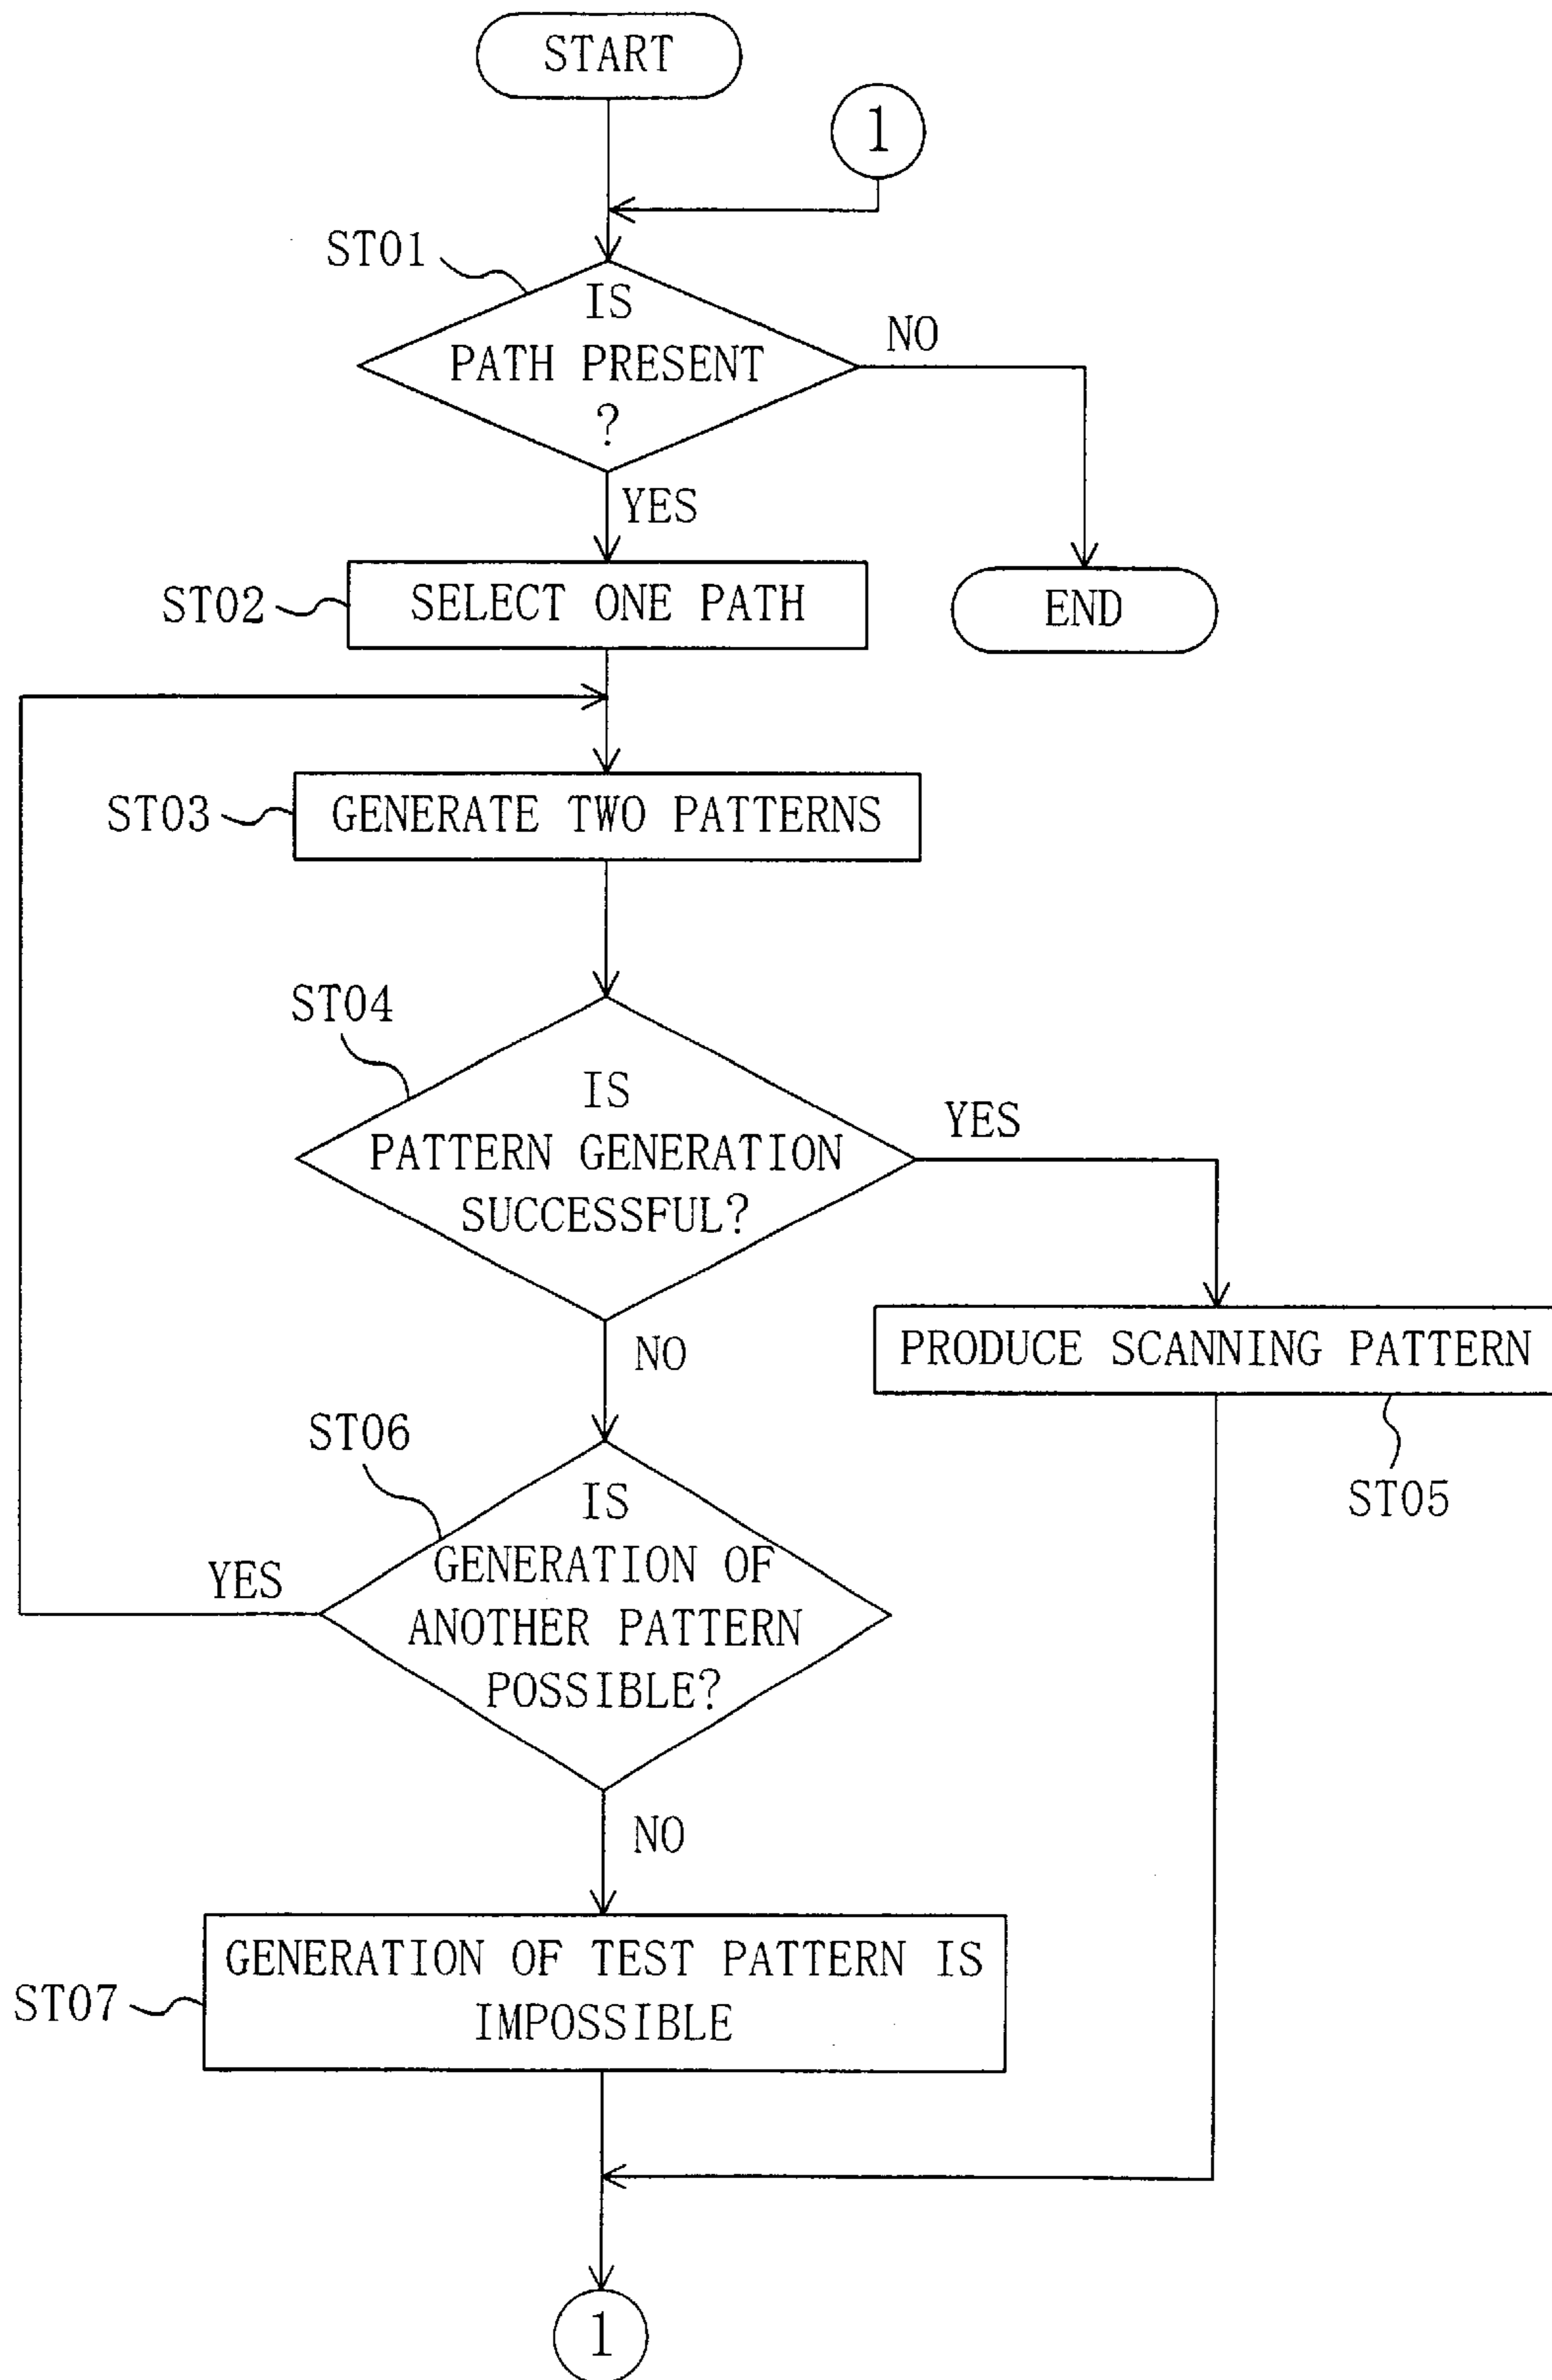 START
1
ST01
IS
PATH PRESENT
?
NO
YES
ST02
SELECT ONE PATH
END
ST03
GENERATE TWO PATTERNS
ST04
IS
PATTERN GENERATION
SUCCESSFUL?
YES
NO
PRODUCE SCANNING PATTERN
ST05
ST06
IS
GENERATION OF
ANOTHER PATTERN
POSSIBLE?
YES
NO
ST07
GENERATION OF TEST PATTERN IS
IMPOSSIBLE
1